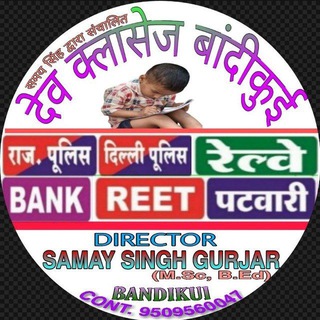 समय सिंह द्वारा संचालित
देव क्लासेज बांदीकुई
राज. पुलिस दिल्ली पुलिस रेल्वे
BANK REET पटवारी
DIRECTOR
SAMAY SINGH GURJAR
(M.Sc, B.Ed)
BANDIKUI
CONT. 9509560047